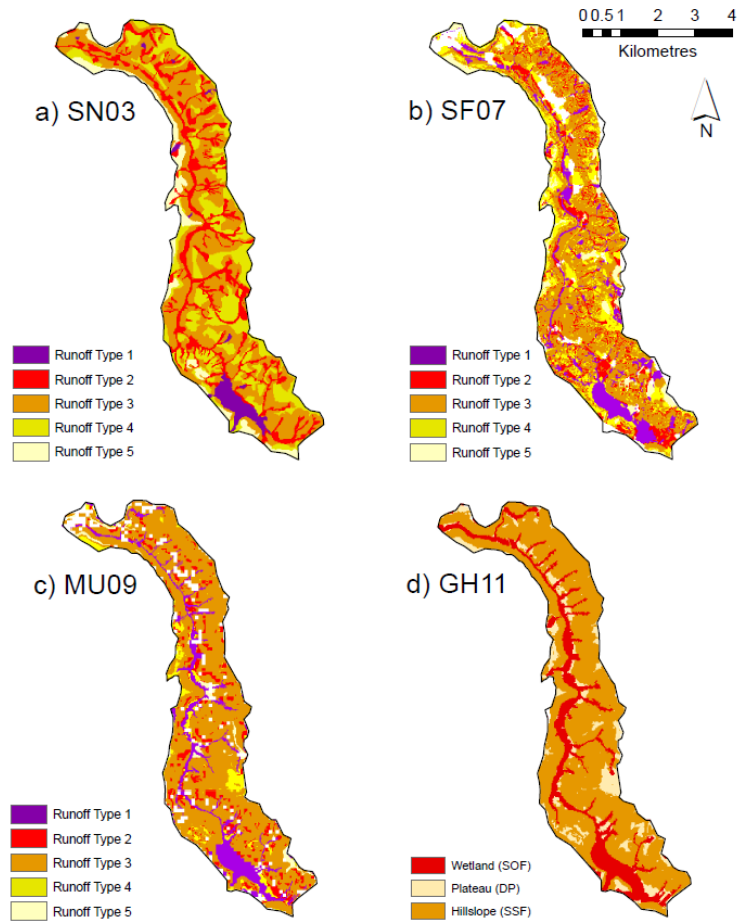 0 0.5 1 2 3 4
Kilometres
N
a) SN03
b) SF07
Runoff Type 1
Runoff Type 2
Runoff Type 3
Runoff Type 4
Runoff Type 5
Runoff Type 1
Runoff Type 2
Runoff Type 3
Runoff Type 4
Runoff Type 5
c) MU09
d) GH11
Runoff Type 1
Runoff Type 2
Runoff Type 3
Runoff Type 4
Runoff Type 5
Wetland (SOF)
Plateau (DP)
Hillslope (SSF)